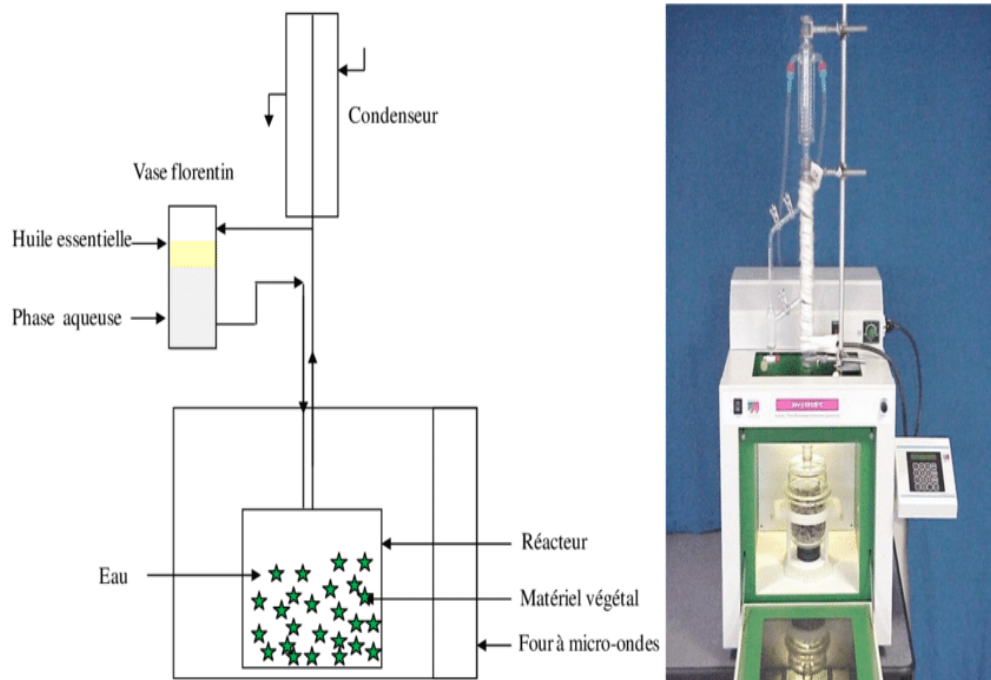 Condenseur
Vase florentin
Huile essentielle
Phase aqueuse
Réacteur
Eau
Matériel végétal
Four à micro-ondes